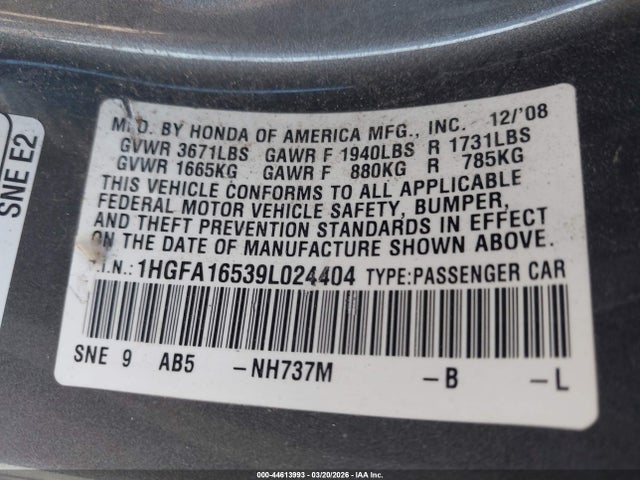 SNE E2
MFD. BY HONDA OF AMERICA MFG., INC. 12/'08
GVWR 3671LBS GAWR F 1940LBS R 1731LBS
GVWR 1665KG GAWR F 880KG R 785KG
THIS VEHICLE CONFORMS TO ALL APPLICABLE
FEDERAL MOTOR VEHICLE SAFETY, BUMPER,
AND THEFT PREVENTION STANDARDS IN EFFECT
ON THE DATE OF MANUFACTURE SHOWN ABOVE.
.I.N.: 1HGFA16539L024404 TYPE:PASSENGER CAR
SNE 9 AB5 -NH737M -B -L
000-44613993 | 03/20/2026 | IAA Inc.